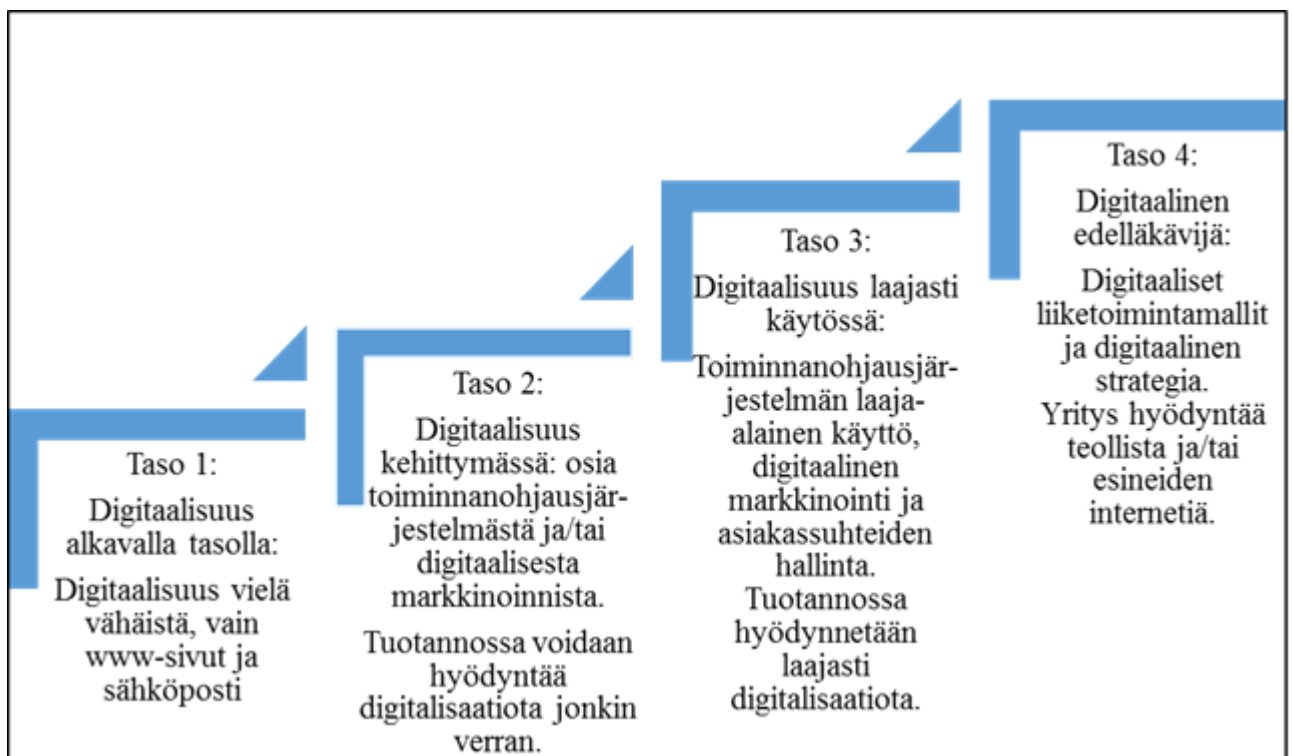 Taso 1:
Digitaalisuus
alkavalla tasolla:
Digitaalisuus vielä
vähäistä, vain
www-sivut ja
sähköposti
Taso 2:
Digitaalisuus
kehittymässä: osia
toiminnanohjausjär-
jestelmästä ja/tai
digitaalisesta
markkinoinnista.
Tuotannossa voidaan
hyödyntää
digitalisaatiota jonkin
verran.
Taso 3:
Digitaalisuus laajasti
käytössä:
Toiminnanohjausjär-
jestelmän laaja-
alainen käyttö,
digitaalinen
markkinointi ja
asiakassuhteiden
hallinta.
Tuotannossa
hyödynnetään
laajasti
digitalisaatiota.
Taso 4:
Digitaalinen
edelläkävijä:
Digitaaliset
liiketoimintamallit
ja digitaalinen
strategia.
Yritys hyödyntää
teollista ja/tai
esineiden
internetiä.